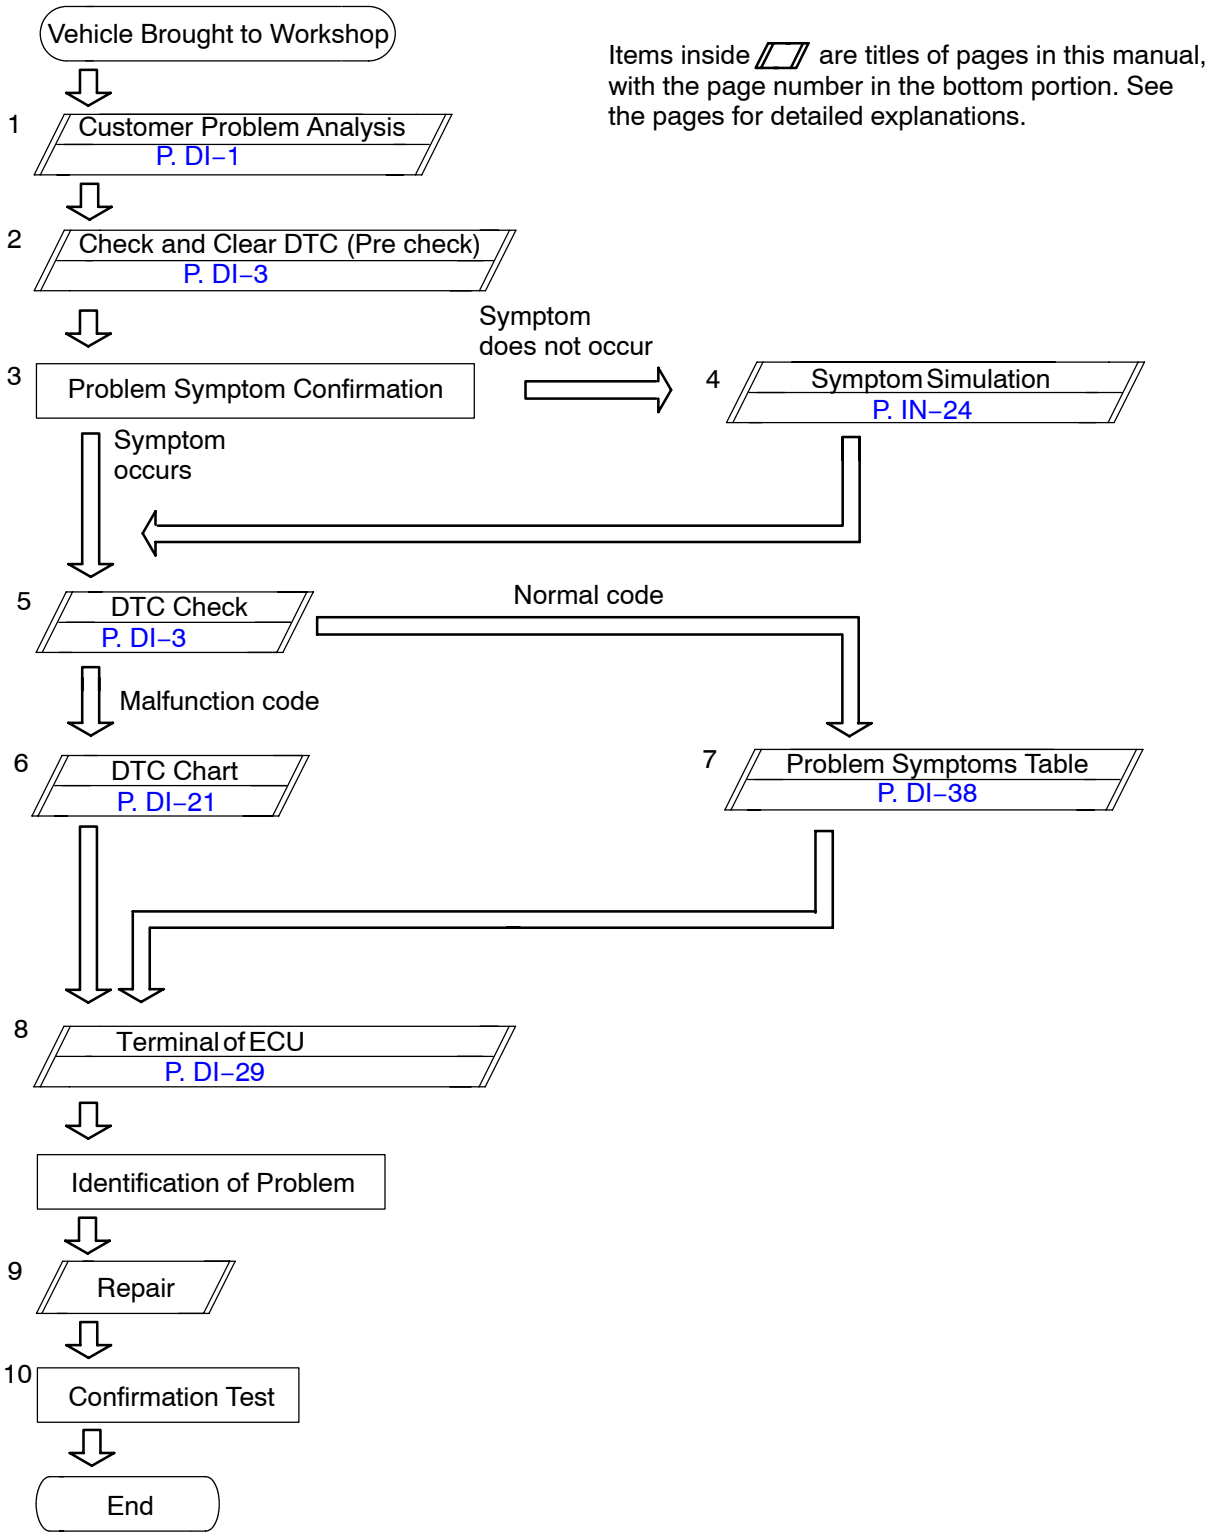 Vehicle Brought to Workshop
Items inside are titles of pages in this manual,
with the page number in the bottom portion. See
the pages for detailed explanations.
1
Customer Problem Analysis
P. DI–1
2
Check and Clear DTC (Pre check)
P. DI–3
Symptom
does not occur
3
Problem Symptom Confirmation
4
Symptom Simulation
P. IN–24
Symptom
occurs
5
DTC Check
P. DI–3
Normal code
Malfunction code
6
DTC Chart
P. DI–21
7
Problem Symptoms Table
P. DI–38
8
Terminal of ECU
P. DI–29
Identification of Problem
9
Repair
10
Confirmation Test
End